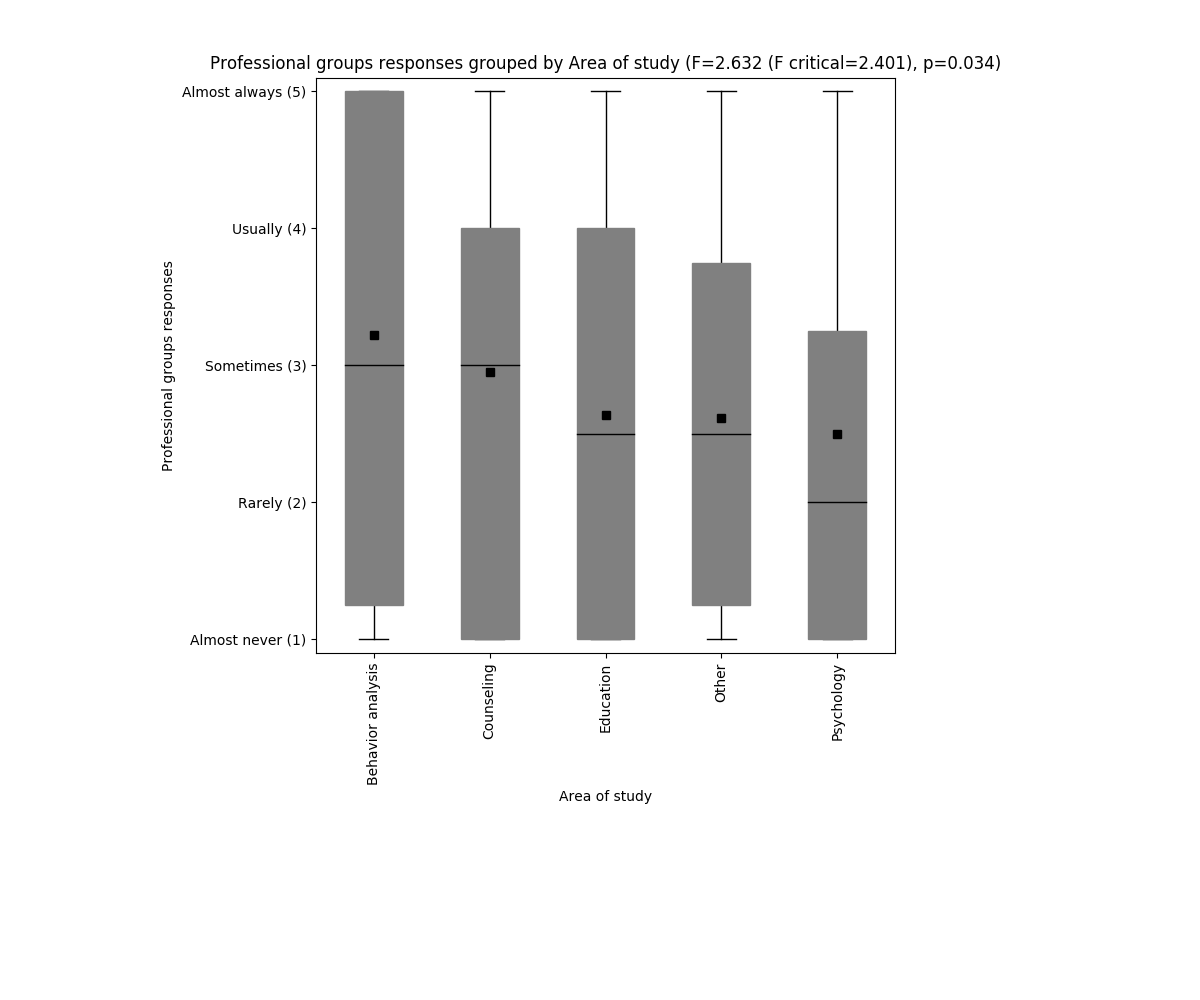 Professional groups responses grouped by Area of study (F=2.632 (F critical=2.401), p=0.034)
Almost always (5)
Usually (4)
Sometimes (3)
Rarely (2)
Almost never (1)
Professional groups responses
Behavior analysis
Counseling
Education
Other
Psychology
Area of study